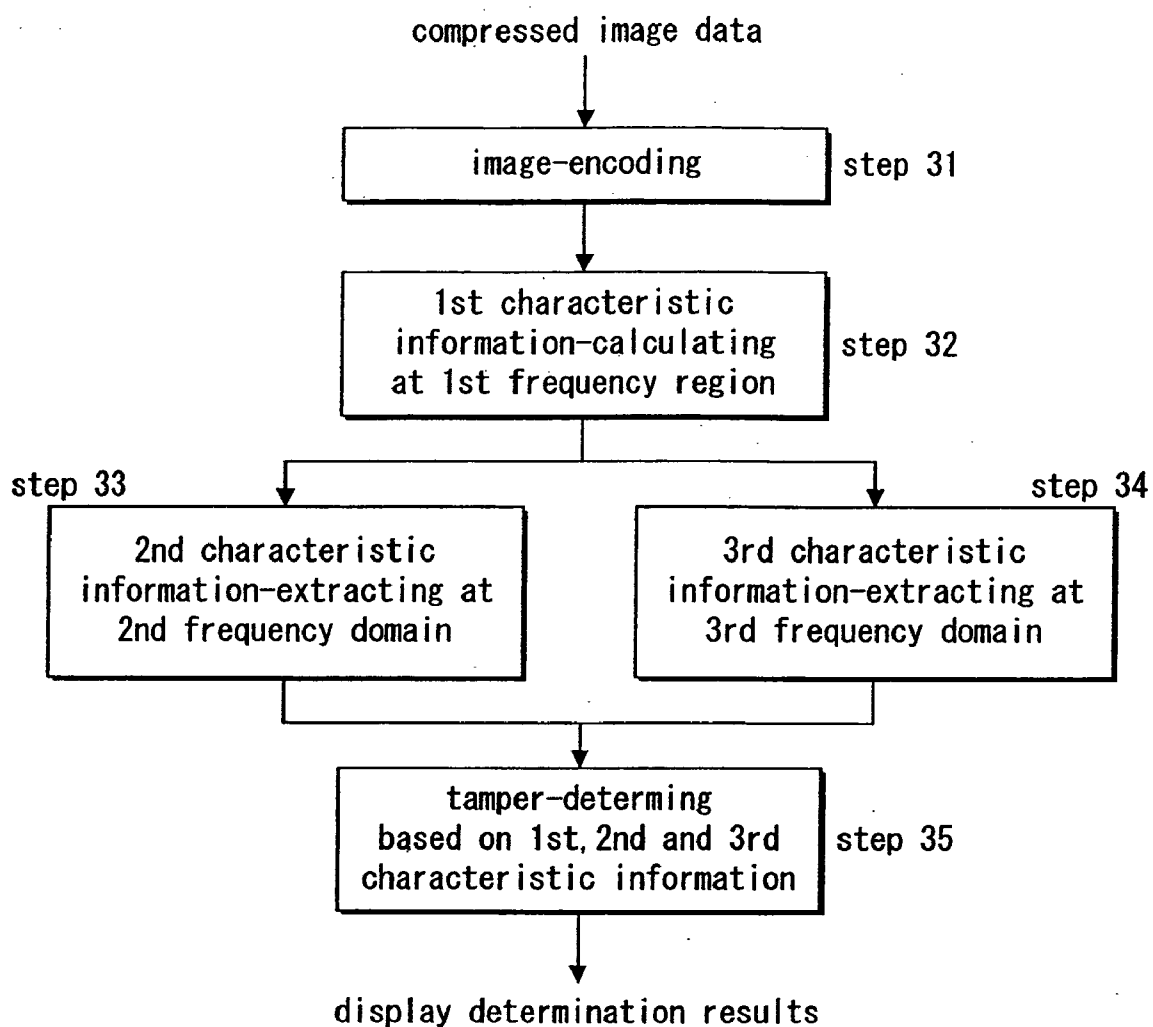 compressed image data
image-encoding
step 31
1st characteristic
information-calculating
at 1st frequency region
step 32
step 33
2nd characteristic
information-extracting at
2nd frequency domain
step 34
3rd characteristic
information-extracting at
3rd frequency domain
tamper-determing
based on 1st, 2nd and 3rd
characteristic information
step 35
display determination results